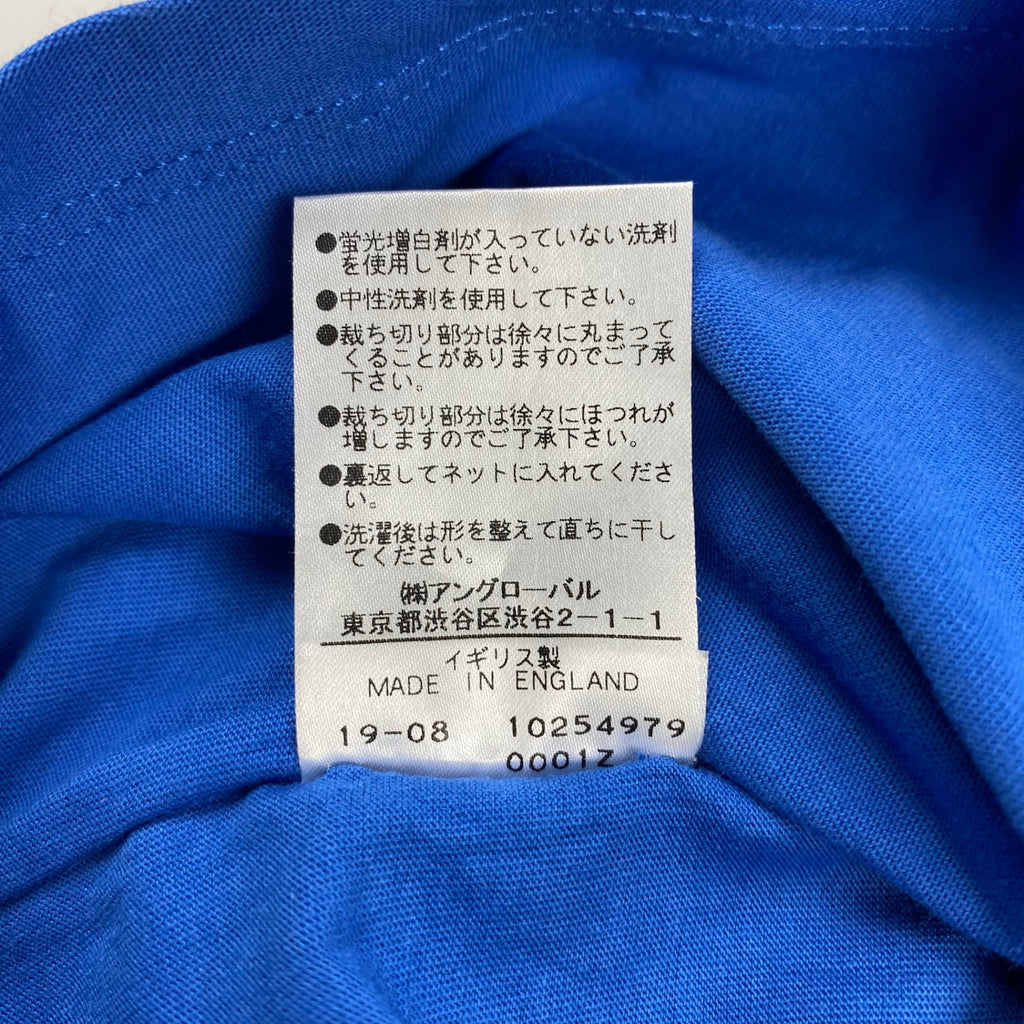 ●蛍光増白剤が入っていない洗剤
を使用して下さい。
●中性洗剤を使用して下さい。
●裁ち切り部分は徐々に丸まって
くることがありますのでご了承
下さい。
●裁ち切り部分は徐々にほつれが
増しますのでご了承下さい。
●裏返してネットに入れてくださ
い。
●洗濯後は形を整えて直ちに干し
てください。
㈱アングローバル
東京都渋谷区渋谷2−1−1
イギリス製
MADE IN ENGLAND
19-08 10254979
0001Z